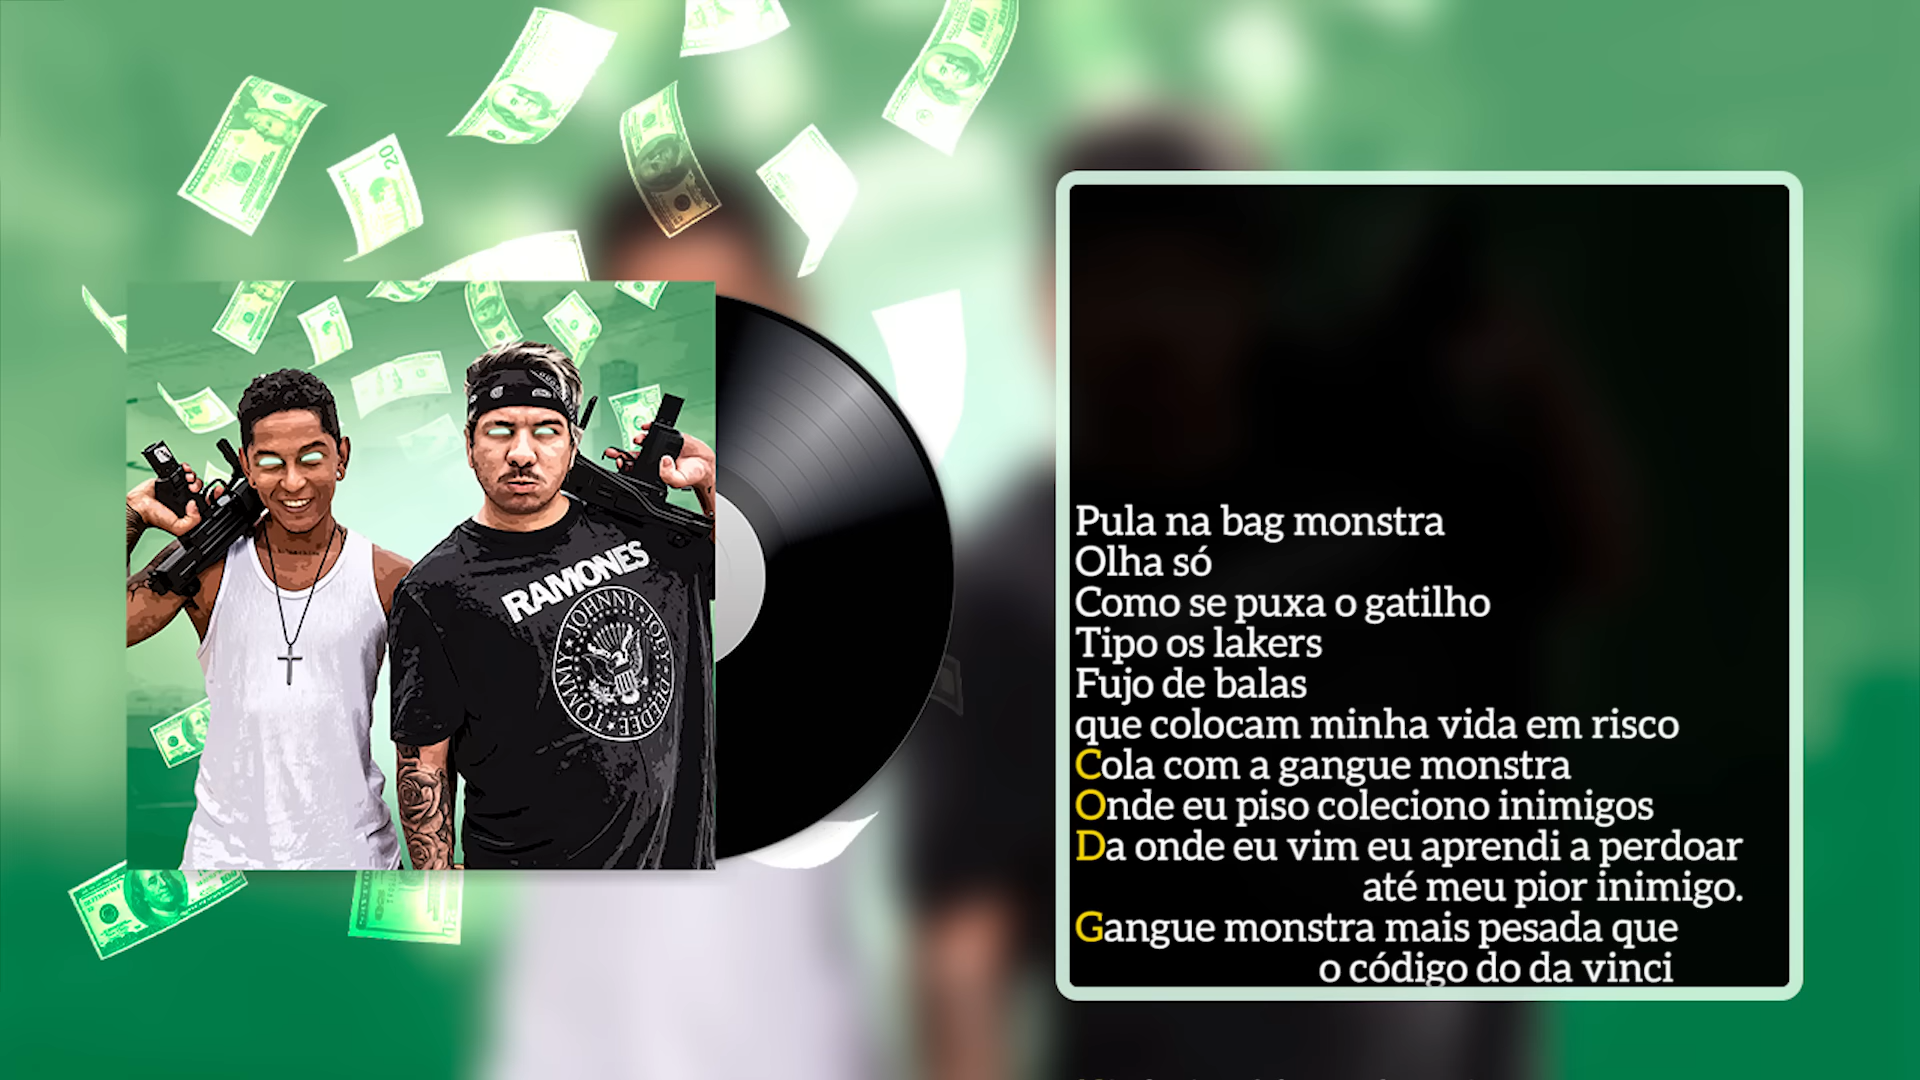 RAMONES
JOHNNY JOEY DEEDEE TOMMY
20
20
Pula na bag monstra
Olha só
Como se puxa o gatilho
Tipo os lakers
Fujo de balas
que colocam minha vida em risco
Cola com a gangue monstra
Onde eu piso coleciono inimigos
Da onde eu vim eu aprendi a perdoar
até meu pior inimigo.
Gangue monstra mais pesada que
o código do da vinci